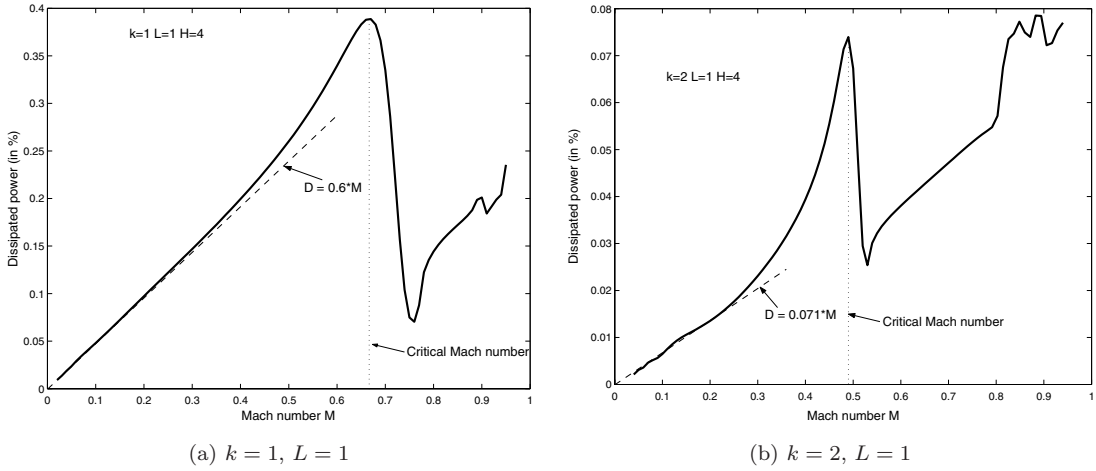 0.4
0.35
0.3
0.25
0.2
0.15
0.1
0.05
0
Dissipated power (in %)
k=1 L=1 H=4
D = 0.6*M
Critical Mach number
0 0.1 0.2 0.3 0.4 0.5 0.6 0.7 0.8 0.9 1
Mach number M
(a) k = 1, L = 1
0.08
0.07
0.06
0.05
0.04
0.03
0.02
0.01
0
Dissipated power (in %)
k=2 L=1 H=4
D = 0.071*M
Critical Mach number
0 0.1 0.2 0.3 0.4 0.5 0.6 0.7 0.8 0.9 1
Mach number M
(b) k = 2, L = 1